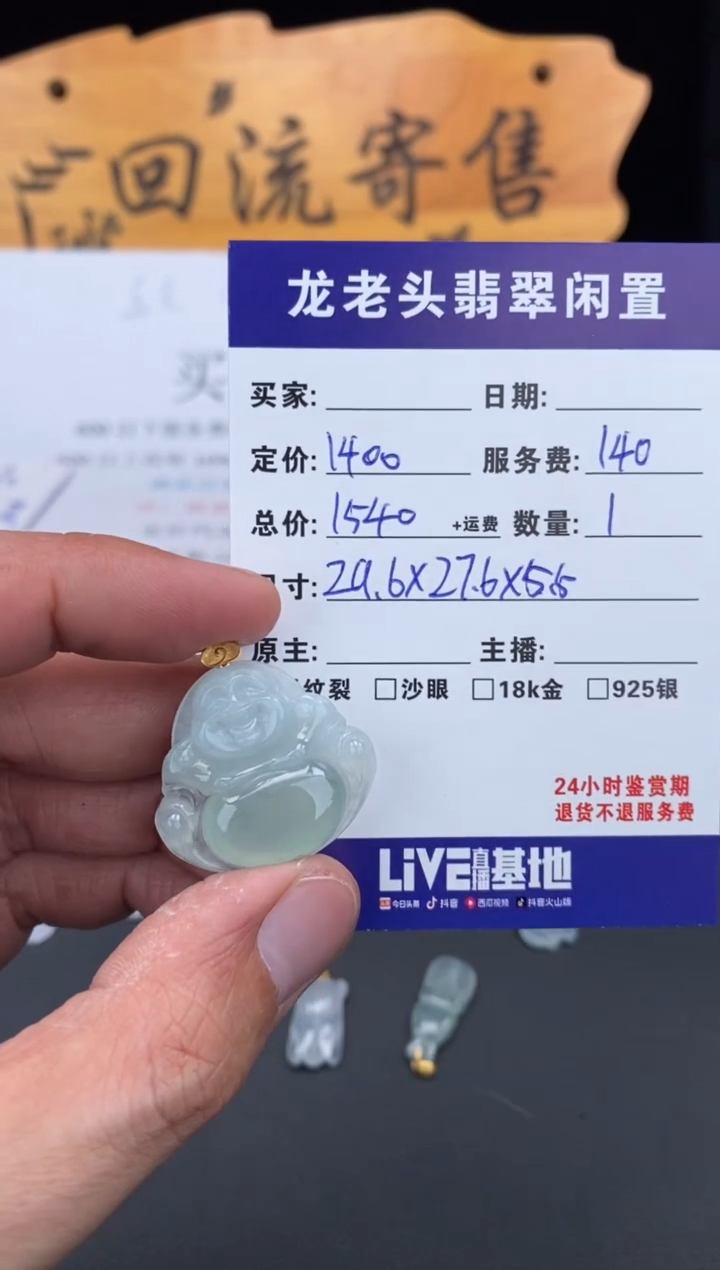 回流寄售
龙老头翡翠闲置
买家: 日期:
定价: 1400 服务费: 140
总价: 1540 +运费 数量: 1
寸: 29.6X27.6X5.5
原主: 主播:
纹裂 □沙眼 □18k金 □925银
24小时鉴赏期
退货不退服务费
LiVE直播基地
今日头条 抖音 西瓜视频 抖音火山版
买